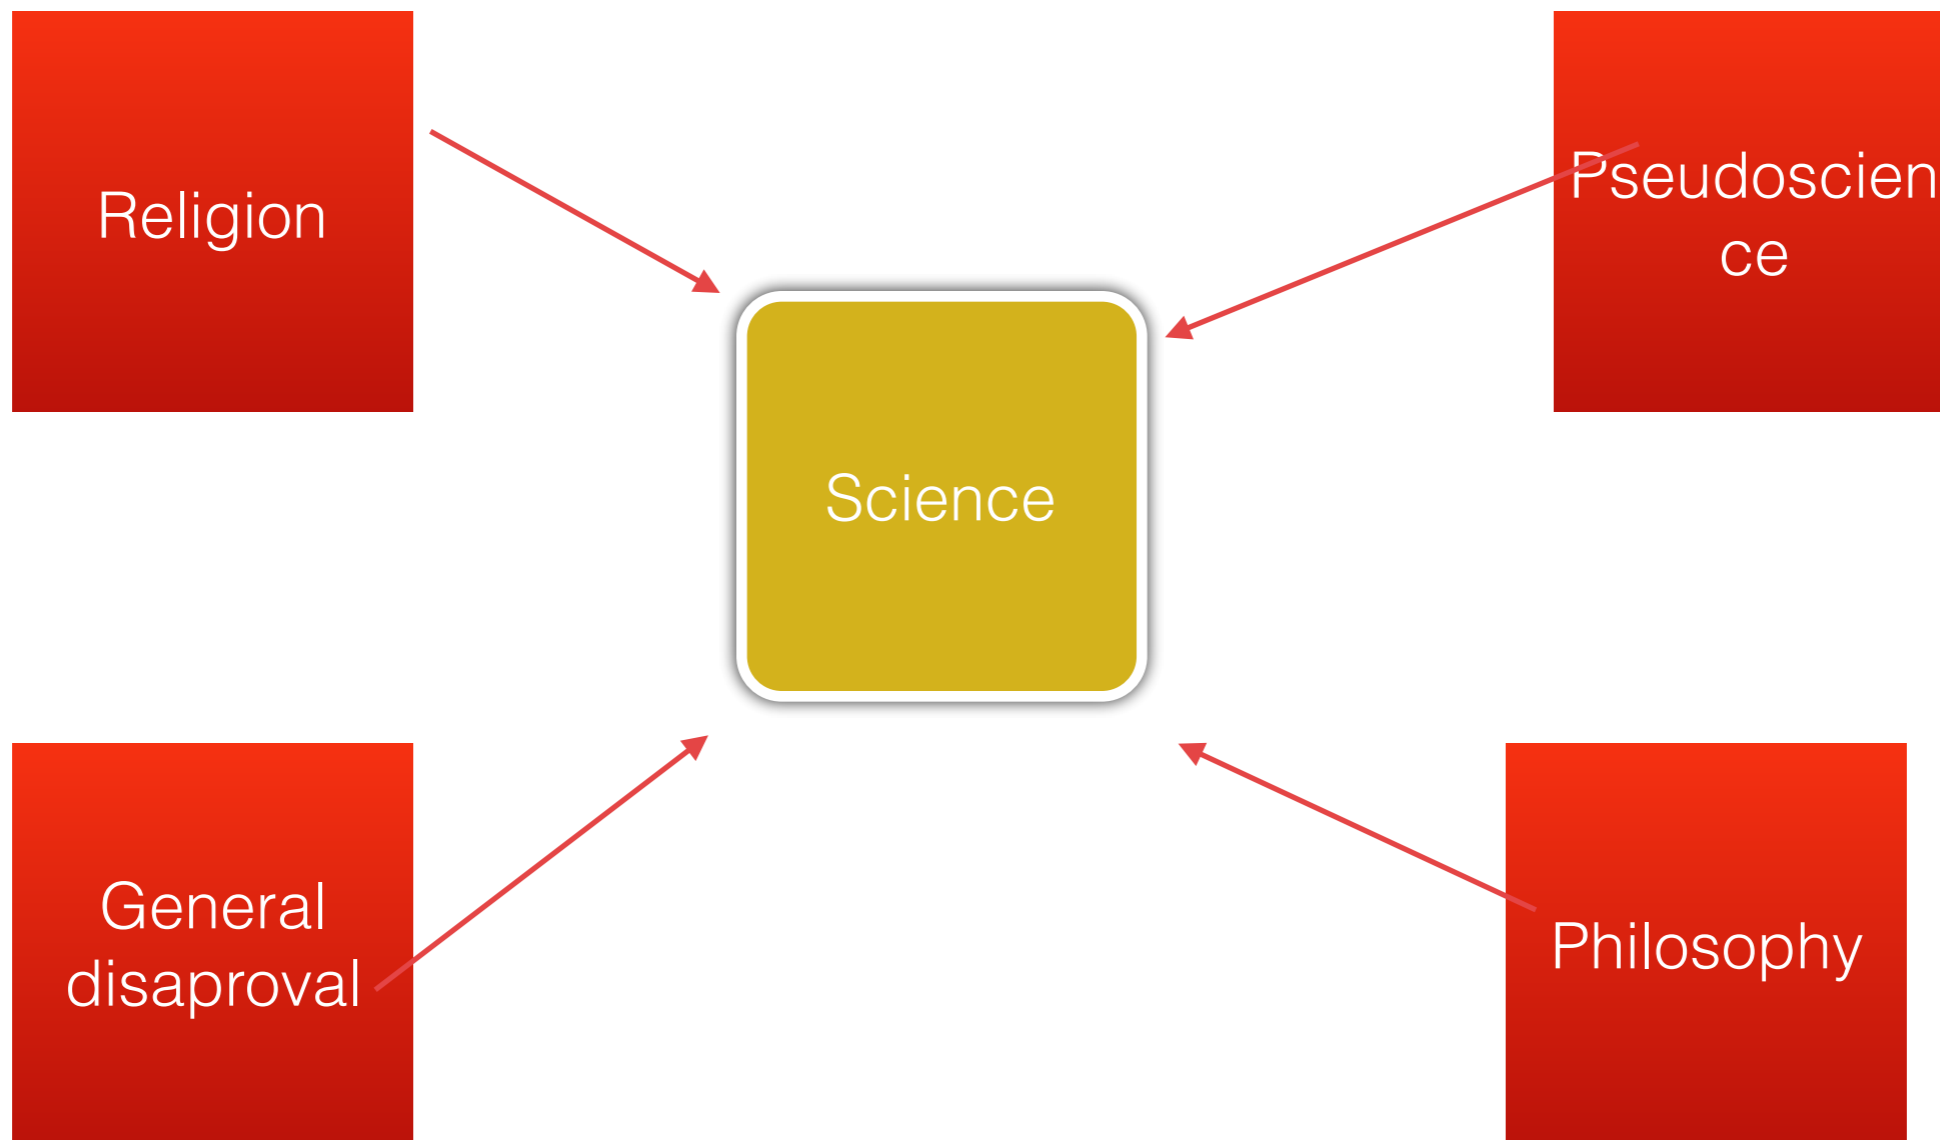 Religion
Pseudoscien
ce
Science
General
disaproval
Philosophy